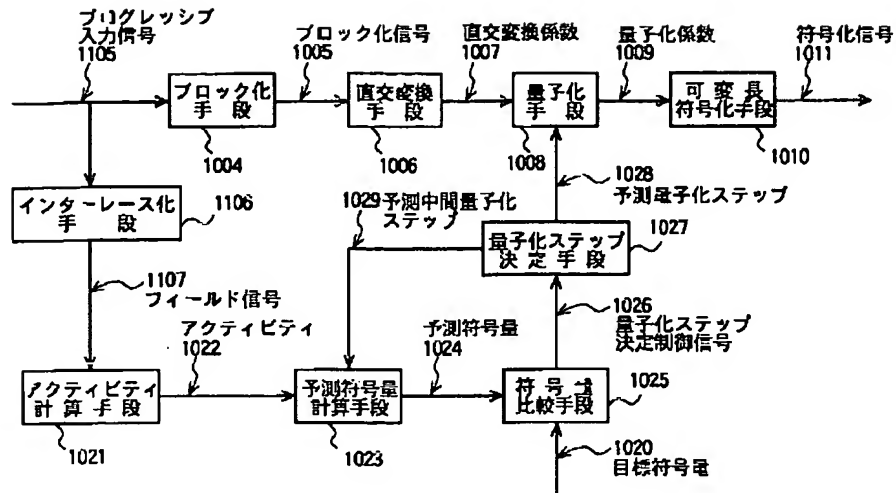 プログレッシブ
入力信号
1105
ブロック化信号
1005
直交変換係数
1007
量子化係数
1009
符号化信号
1011
ブロック化
手段
1004
直交変換
手段
1006
量子化
手段
1008
可変長
符号化手段
1010
1028
予測量子化ステップ
インターレース化
手段
1106
1029予測中間量子化
ステップ
量子化ステップ
決定手段
1027
1107
フィールド信号
1026
量子化ステップ
決定制御信号
アクティビティ
1022
予測符号量
1024
アクティビティ
計算手段
1021
予測符号量
計算手段
1023
符号量
比較手段
1025
1020
目標符号量